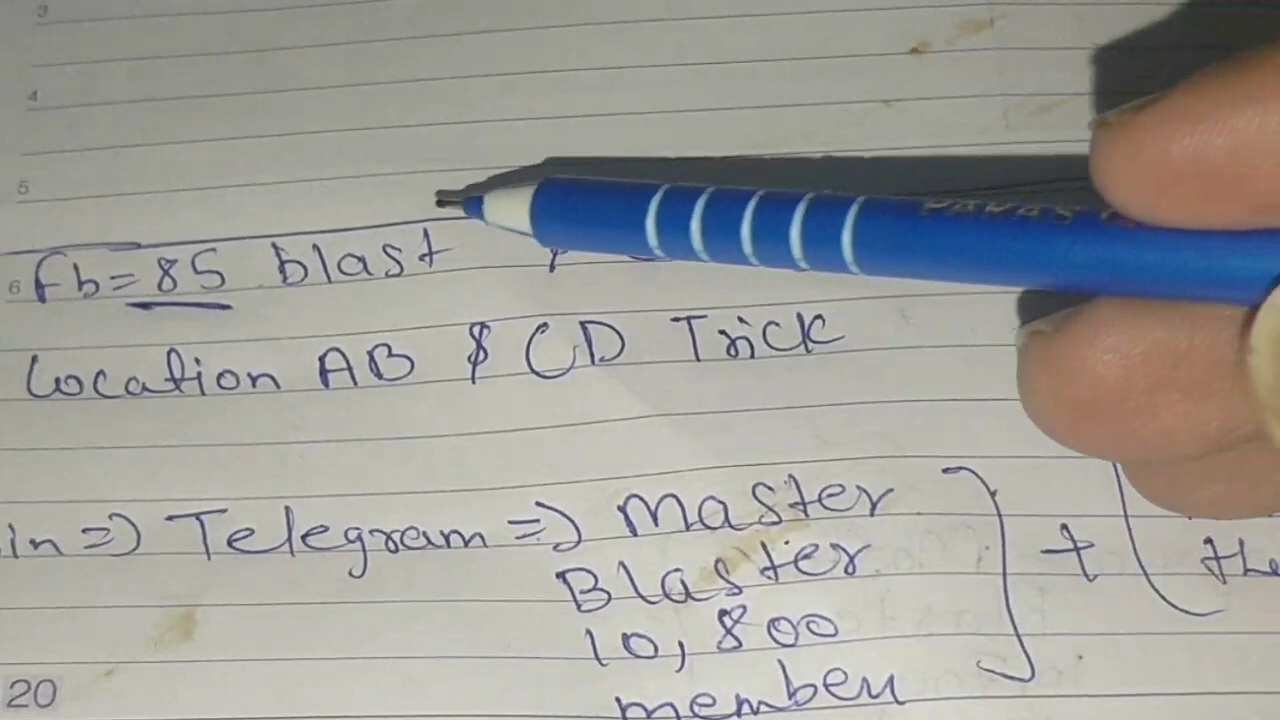 3
4
5
6 fb=85 blast
Location AB & CD Trick
in => Telegram => Master
Blaster
10,800
member
] + ( the
20